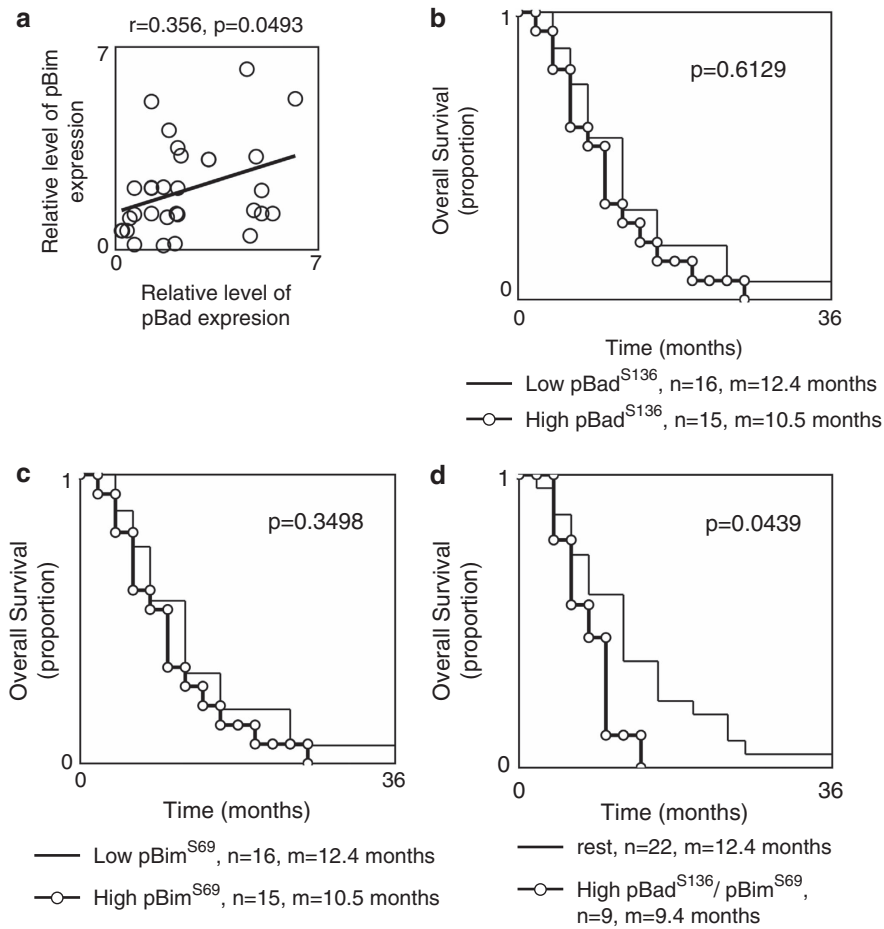 a
r=0.356, p=0.0493
7
Relative level of pBim
expression
0
0
7
Relative level of
pBad expresion
b
1
p=0.6129
Overall Survival
(proportion)
0
0
36
Time (months)
Low pBad^S136, n=16, m=12.4 months
High pBad^S136, n=15, m=10.5 months
c
1
p=0.3498
Overall Survival
(proportion)
0
0
36
Time (months)
Low pBim^S69, n=16, m=12.4 months
High pBim^S69, n=15, m=10.5 months
d
1
p=0.0439
Overall Survival
(proportion)
0
0
36
Time (months)
rest, n=22, m=12.4 months
High pBad^S136/ pBim^S69,
n=9, m=9.4 months